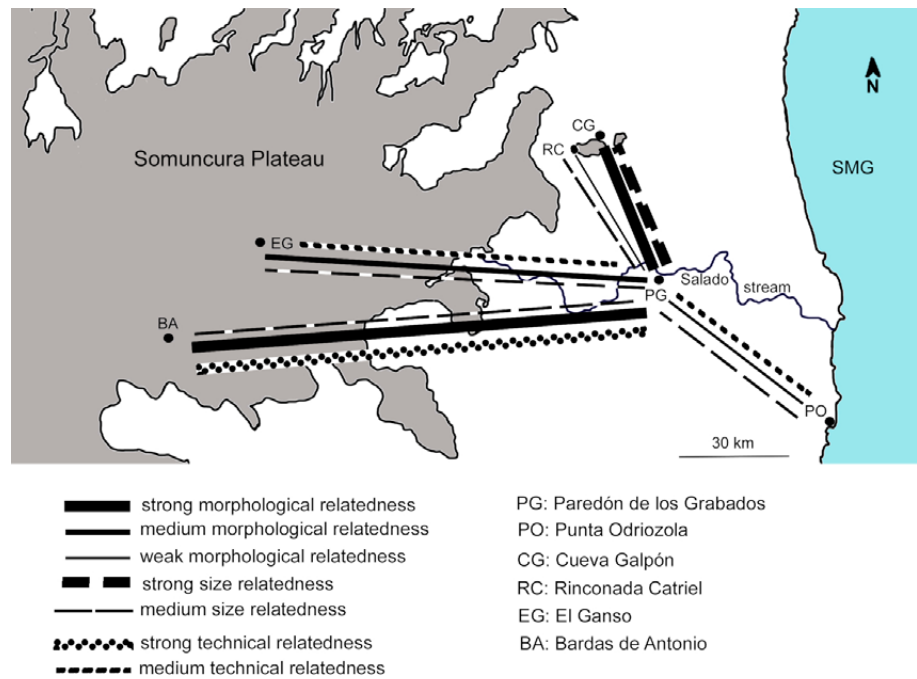 N
CG
RC
Somuncura Plateau
SMG
EG
Salado
stream
PG
BA
PO
30 km
strong morphological relatedness
medium morphological relatedness
weak morphological relatedness
strong size relatedness
medium size relatedness
strong technical relatedness
medium technical relatedness
PG: Paredón de los Grabados
PO: Punta Odriozola
CG: Cueva Galpón
RC: Rinconada Catriel
EG: El Ganso
BA: Bardas de Antonio